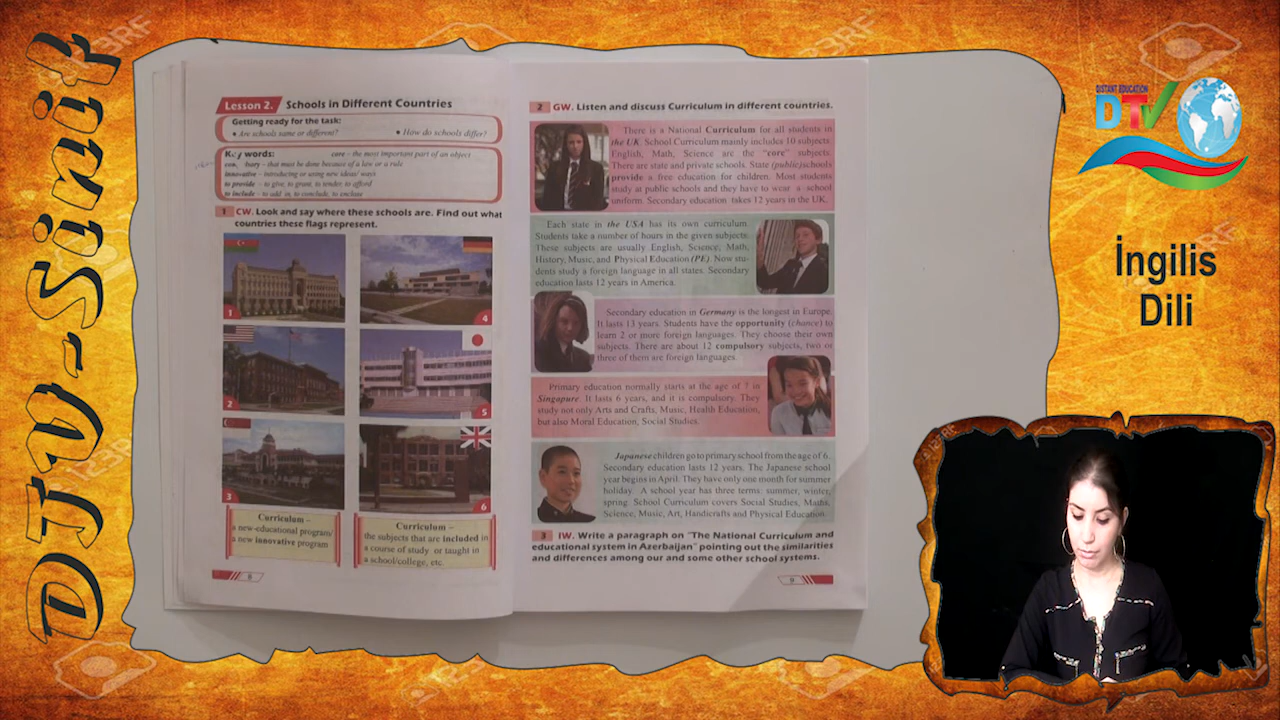 DTV-Sinif
DISTANT EDUCATION
DTV
İngilis
Dili
Lesson 2. Schools in Different Countries
Getting ready for the task:
• Are schools same or different? • How do schools differ?
Key words: core – the most important part of an object
– that must be done because of a law or a rule
innovative – introducing or using new ideas/ ways
to provide – to give, to grant, to render, to afford
to include – to add in, to conclude, to enclose
1 CW. Look and say where these schools are. Find out what
countries these flags represent.
1
4
2
5
3
6
Curriculum –
a new-educational program/
a new innovative program
Curriculum –
the subjects that are included in
a course of study or taught in
a school/college, etc.
8
2 GW. Listen and discuss Curriculum in different countries.
There is a National Curriculum for all students in
the UK. School Curriculum mainly includes 10 subjects.
English, Math, Science are the "core" subjects.
There are state and private schools. State (public)schools
provide a free education for children. Most students
study at public schools and they have to wear a school
uniform. Secondary education takes 12 years in the UK.
Each state in the USA has its own curriculum.
Students take a number of hours in the given subjects.
These subjects are usually English, Science, Math,
History, Music, and Physical Education (PE). Now stu-
dents study a foreign language in all states. Secondary
education lasts 12 years in America.
Secondary education in Germany is the longest in Europe.
It lasts 13 years. Students have the opportunity (chance) to
learn 2 or more foreign languages. They choose their own
subjects. There are about 12 compulsory subjects, two or
three of them are foreign languages.
Primary education normally starts at the age of 7 in
Singapure. It lasts 6 years, and it is compulsory. They
study not only Arts and Crafts, Music, Health Education,
but also Moral Education, Social Studies.
Japanese children go to primary school from the age of 6.
Secondary education lasts 12 years. The Japanese school
year begins in April. They have only one month for summer
holiday. A school year has three terms: summer, winter,
spring. School Curriculum covers Social Studies, Maths,
Science, Music, Art, Handicrafts and Physical Education.
3 IW. Write a paragraph on "The National Curriculum and
educational system in Azerbaijan" pointing out the similarities
and differences among our and some other school systems.
9